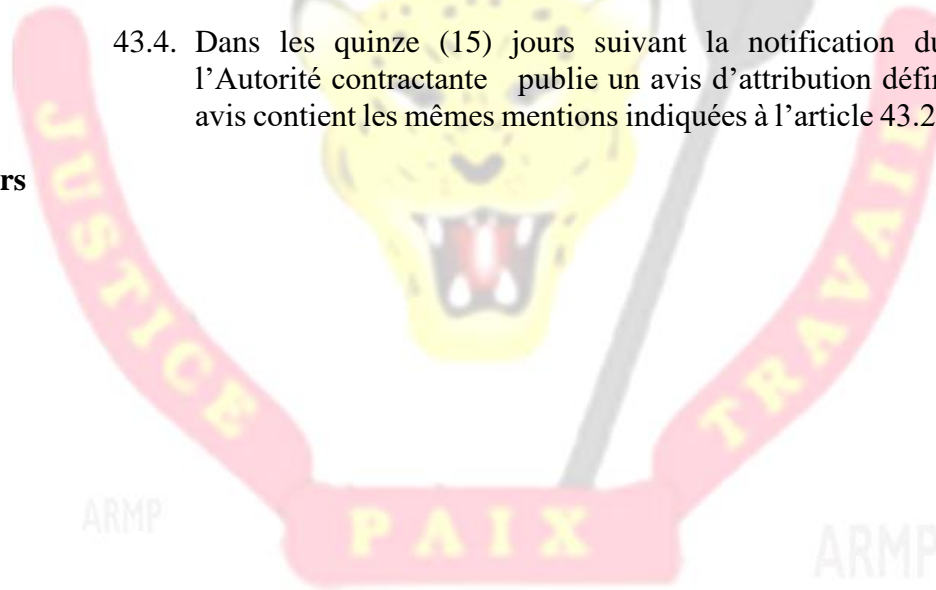 43.4. Dans les quinze (15) jours suivant la notification du
l’Autorité contractante publie un avis d’attribution défin
avis contient les mêmes mentions indiquées à l’article 43.2
rs
JUSTICE
PAIX
TRAVAIL
ARMP
ARMP